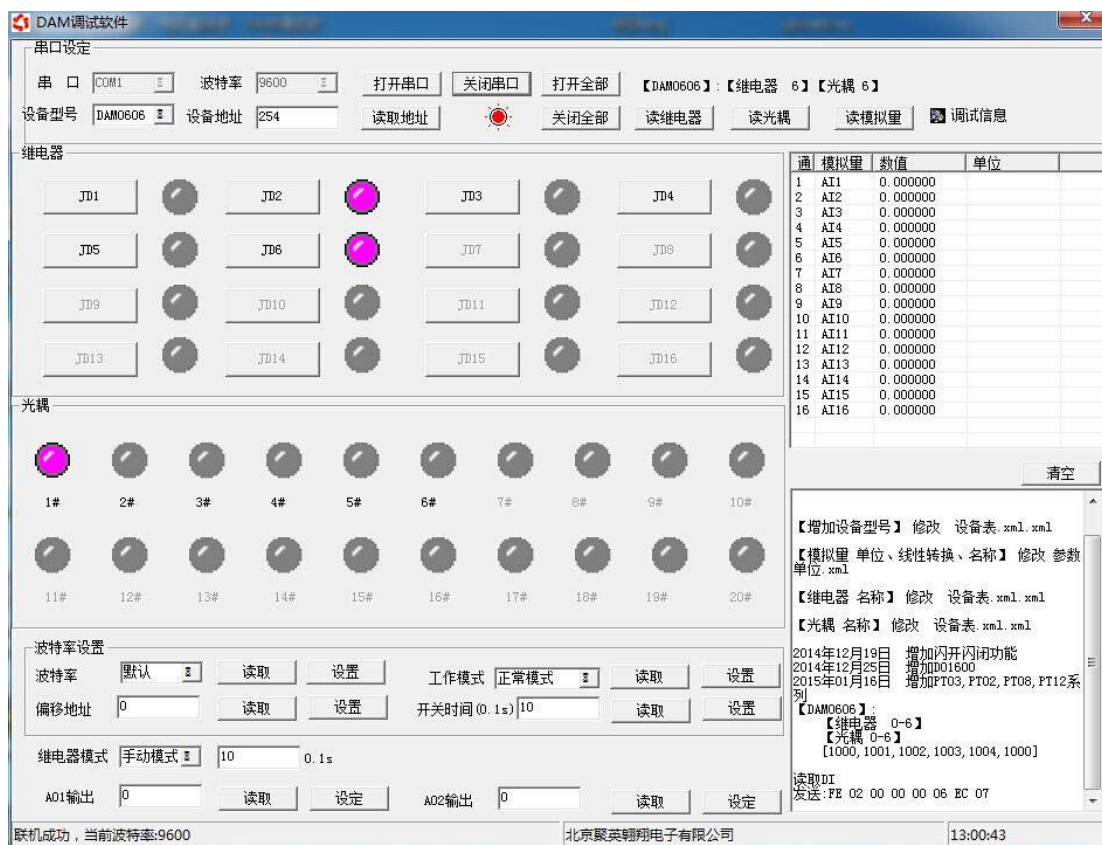 DAM调试软件
串口设定
串 口 COM1 波特率 9600 打开串口 关闭串口 打开全部 【DAM0606】:【继电器 6】【光耦 6】
设备型号 DAM0606 设备地址 254 读取地址 关闭全部 读继电器 读光耦 读模拟量 调试信息
继电器
JD1 JD2 JD3 JD4
JD5 JD6 JD7 JD8
JD9 JD10 JD11 JD12
JD13 JD14 JD15 JD16
通 模拟量 数值 单位
1 AI1 0.000000
2 AI2 0.000000
3 AI3 0.000000
4 AI4 0.000000
5 AI5 0.000000
6 AI6 0.000000
7 AI7 0.000000
8 AI8 0.000000
9 AI9 0.000000
10 AI10 0.000000
11 AI11 0.000000
12 AI12 0.000000
13 AI13 0.000000
14 AI14 0.000000
15 AI15 0.000000
16 AI16 0.000000
光耦
1# 2# 3# 4# 5# 6# 7# 8# 9# 10#
11# 12# 13# 14# 15# 16# 17# 18# 19# 20#
清空
【增加设备型号】 修改 设备表.xml.xml
【模拟量 单位、线性转换、名称】 修改 参数
单位.xml
【继电器 名称】 修改 设备表.xml.xml
【光耦 名称】 修改 设备表.xml.xml
2014年12月19日 增加闪开闪闭功能
2014年12月25日 增加DO1600
2015年01月16日 增加PT03,PT02,PT08,PT12系
列
【DAM0606】:
【继电器 0-6】
【光耦 0-6】
[1000,1001,1002,1003,1004,1000]
读取DI
发送:FE 02 00 00 00 06 EC 07
波特率设置
波特率 默认 读取 设置 工作模式 正常模式 读取 设置
偏移地址 0 读取 设置 开关时间(0.1s) 10 读取 设置
继电器模式 手动模式 10 0.1s
AO1输出 0 读取 设定 AO2输出 0 读取 设定
联机成功，当前波特率:9600 北京聚英翱翔电子有限公司 13:00:43